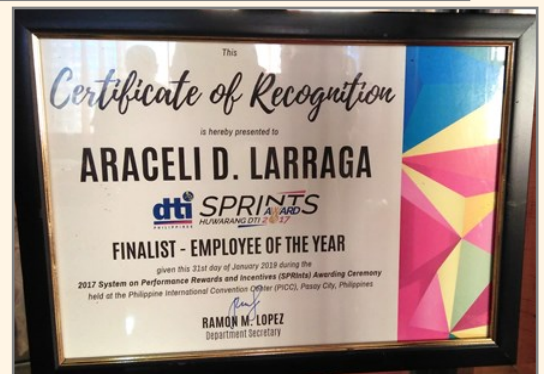 This
Certificate of Recognition
is hereby presented to
ARACELI D. LARRAGA
dti SPRINTS
PHILIPPINES AWARD
HUWARANG DTI 2017
FINALIST - EMPLOYEE OF THE YEAR
given this 31st day of January 2019 during the
2017 System on Performance Rewards and Incentives (SPRInts) Awarding Ceremony
held at the Philippine International Convention Center (PICC), Pasay City, Philippines
RAMON M. LOPEZ
Department Secretary